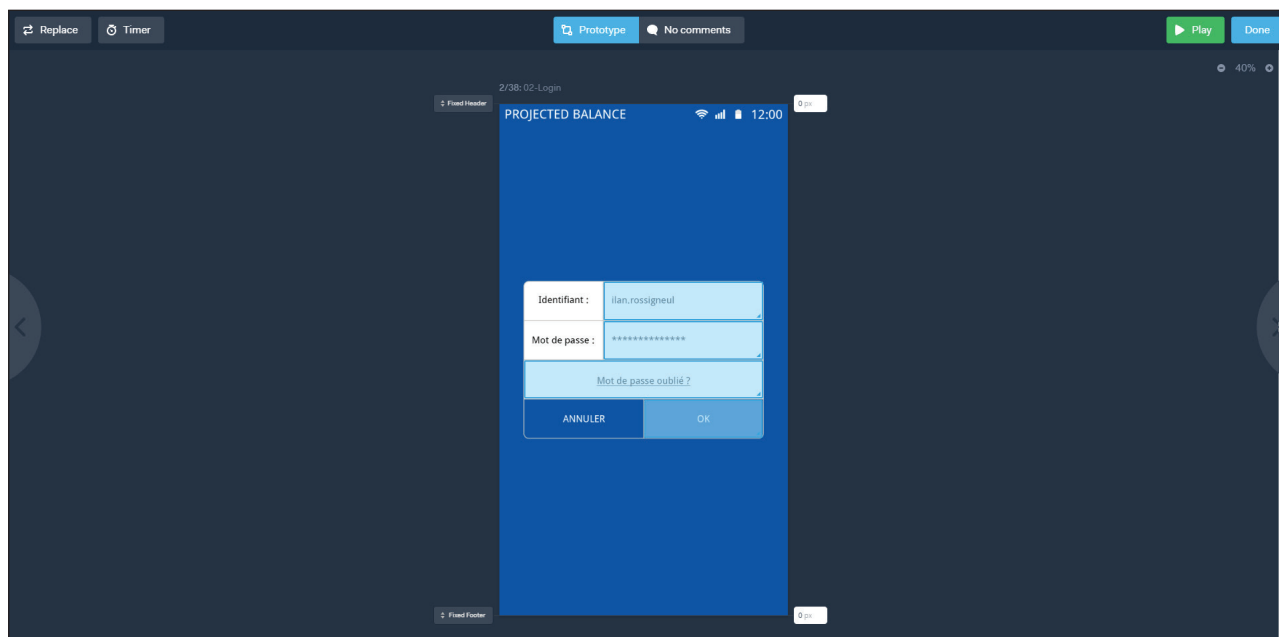 Replace
Timer
Prototype
No comments
Play
Done
40%
2/38: 02-Login
Fixed Header
0 px
PROJECTED BALANCE
12:00
Identifiant :
ilan.rossigneul
Mot de passe :
**************
Mot de passe oublié ?
ANNULER
OK
Fixed Footer
0 px